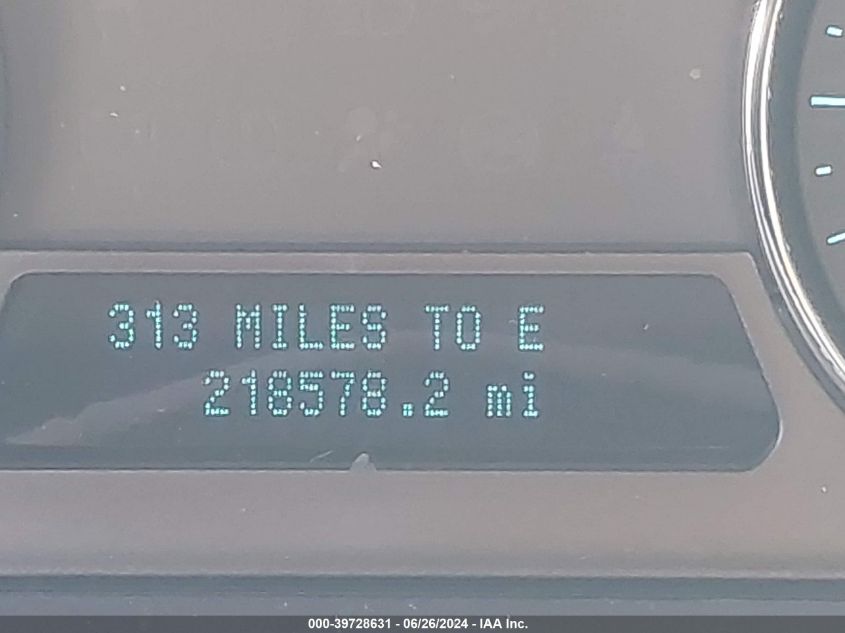 313 MILES TO E
218578.2 mi
000-39728631 - 06/26/2024 - IAA Inc.